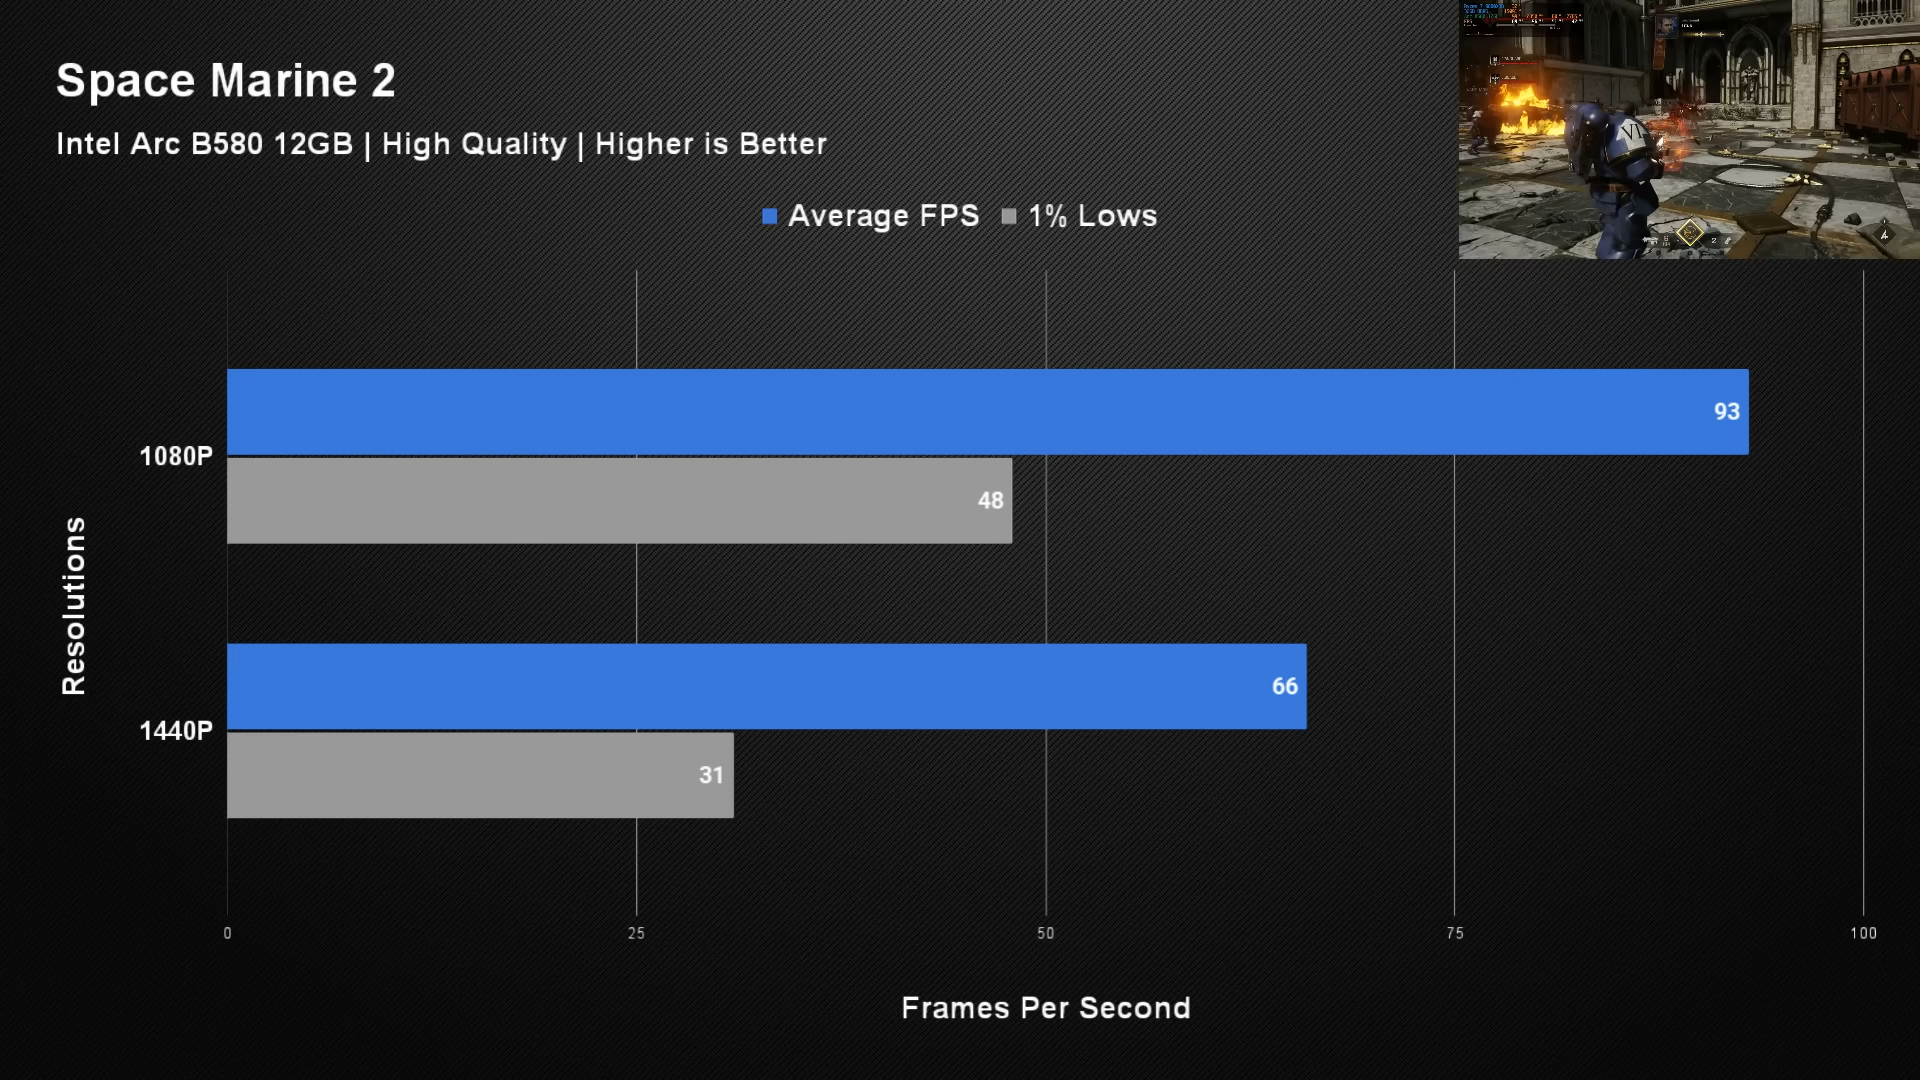 Space Marine 2
Intel Arc B580 12GB | High Quality | Higher is Better
Average FPS 1% Lows
93
1080P
48
Resolutions
66
1440P
31
0 25 50 75 100
Frames Per Second
VI